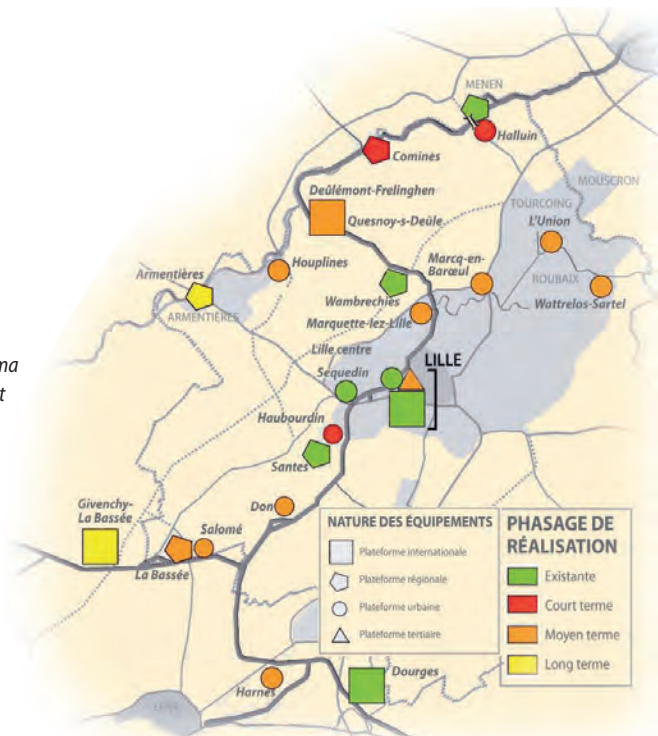 MENEN
Halluin
Comines
MOUSCRON
Deûlémont-Frelinghen
TOURCOING
L'Union
Quesnoy-s-Deùle
Houplines
Marcq-en-
Barœul
Armentières
ROUBAIX
Wambrechies
Wattrelos-Sartel
ARMENTIÈRES
Marquette-lez-Lille
Lille centre
ma
t
LILLE
Sequedin
Haubourdin
Santes
Givenchy-
La Bassée
Salomé
Don
La Bassée
NATURE DES ÉQUIPEMENTS
Plateforme internationale
Plateforme régionale
Plateforme urbaine
Plateforme tertiaire
PHASAGE DE
RÉALISATION
Existante
Court terme
Moyen terme
Long terme
Harnes
Dourges
LENS